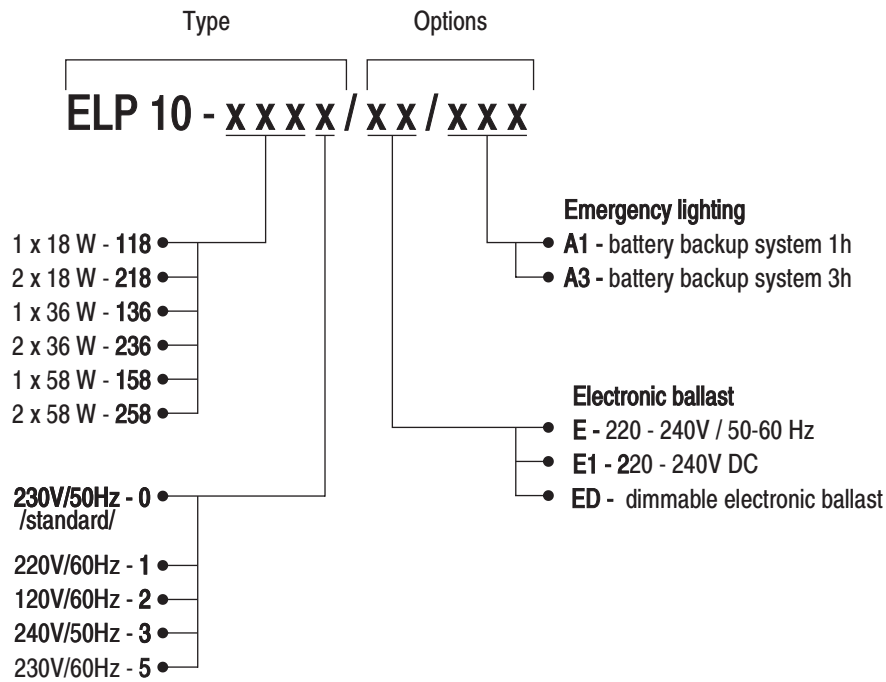 Type Options
ELP 10 - x x x x / x x / x x x
1 x 18 W - 118
2 x 18 W - 218
1 x 36 W - 136
2 x 36 W - 236
1 x 58 W - 158
2 x 58 W - 258
230V/50Hz - 0
/standard/
220V/60Hz - 1
120V/60Hz - 2
240V/50Hz - 3
230V/60Hz - 5
Emergency lighting
A1 - battery backup system 1h
A3 - battery backup system 3h
Electronic ballast
E - 220 - 240V / 50-60 Hz
E1 - 220 - 240V DC
ED - dimmable electronic ballast